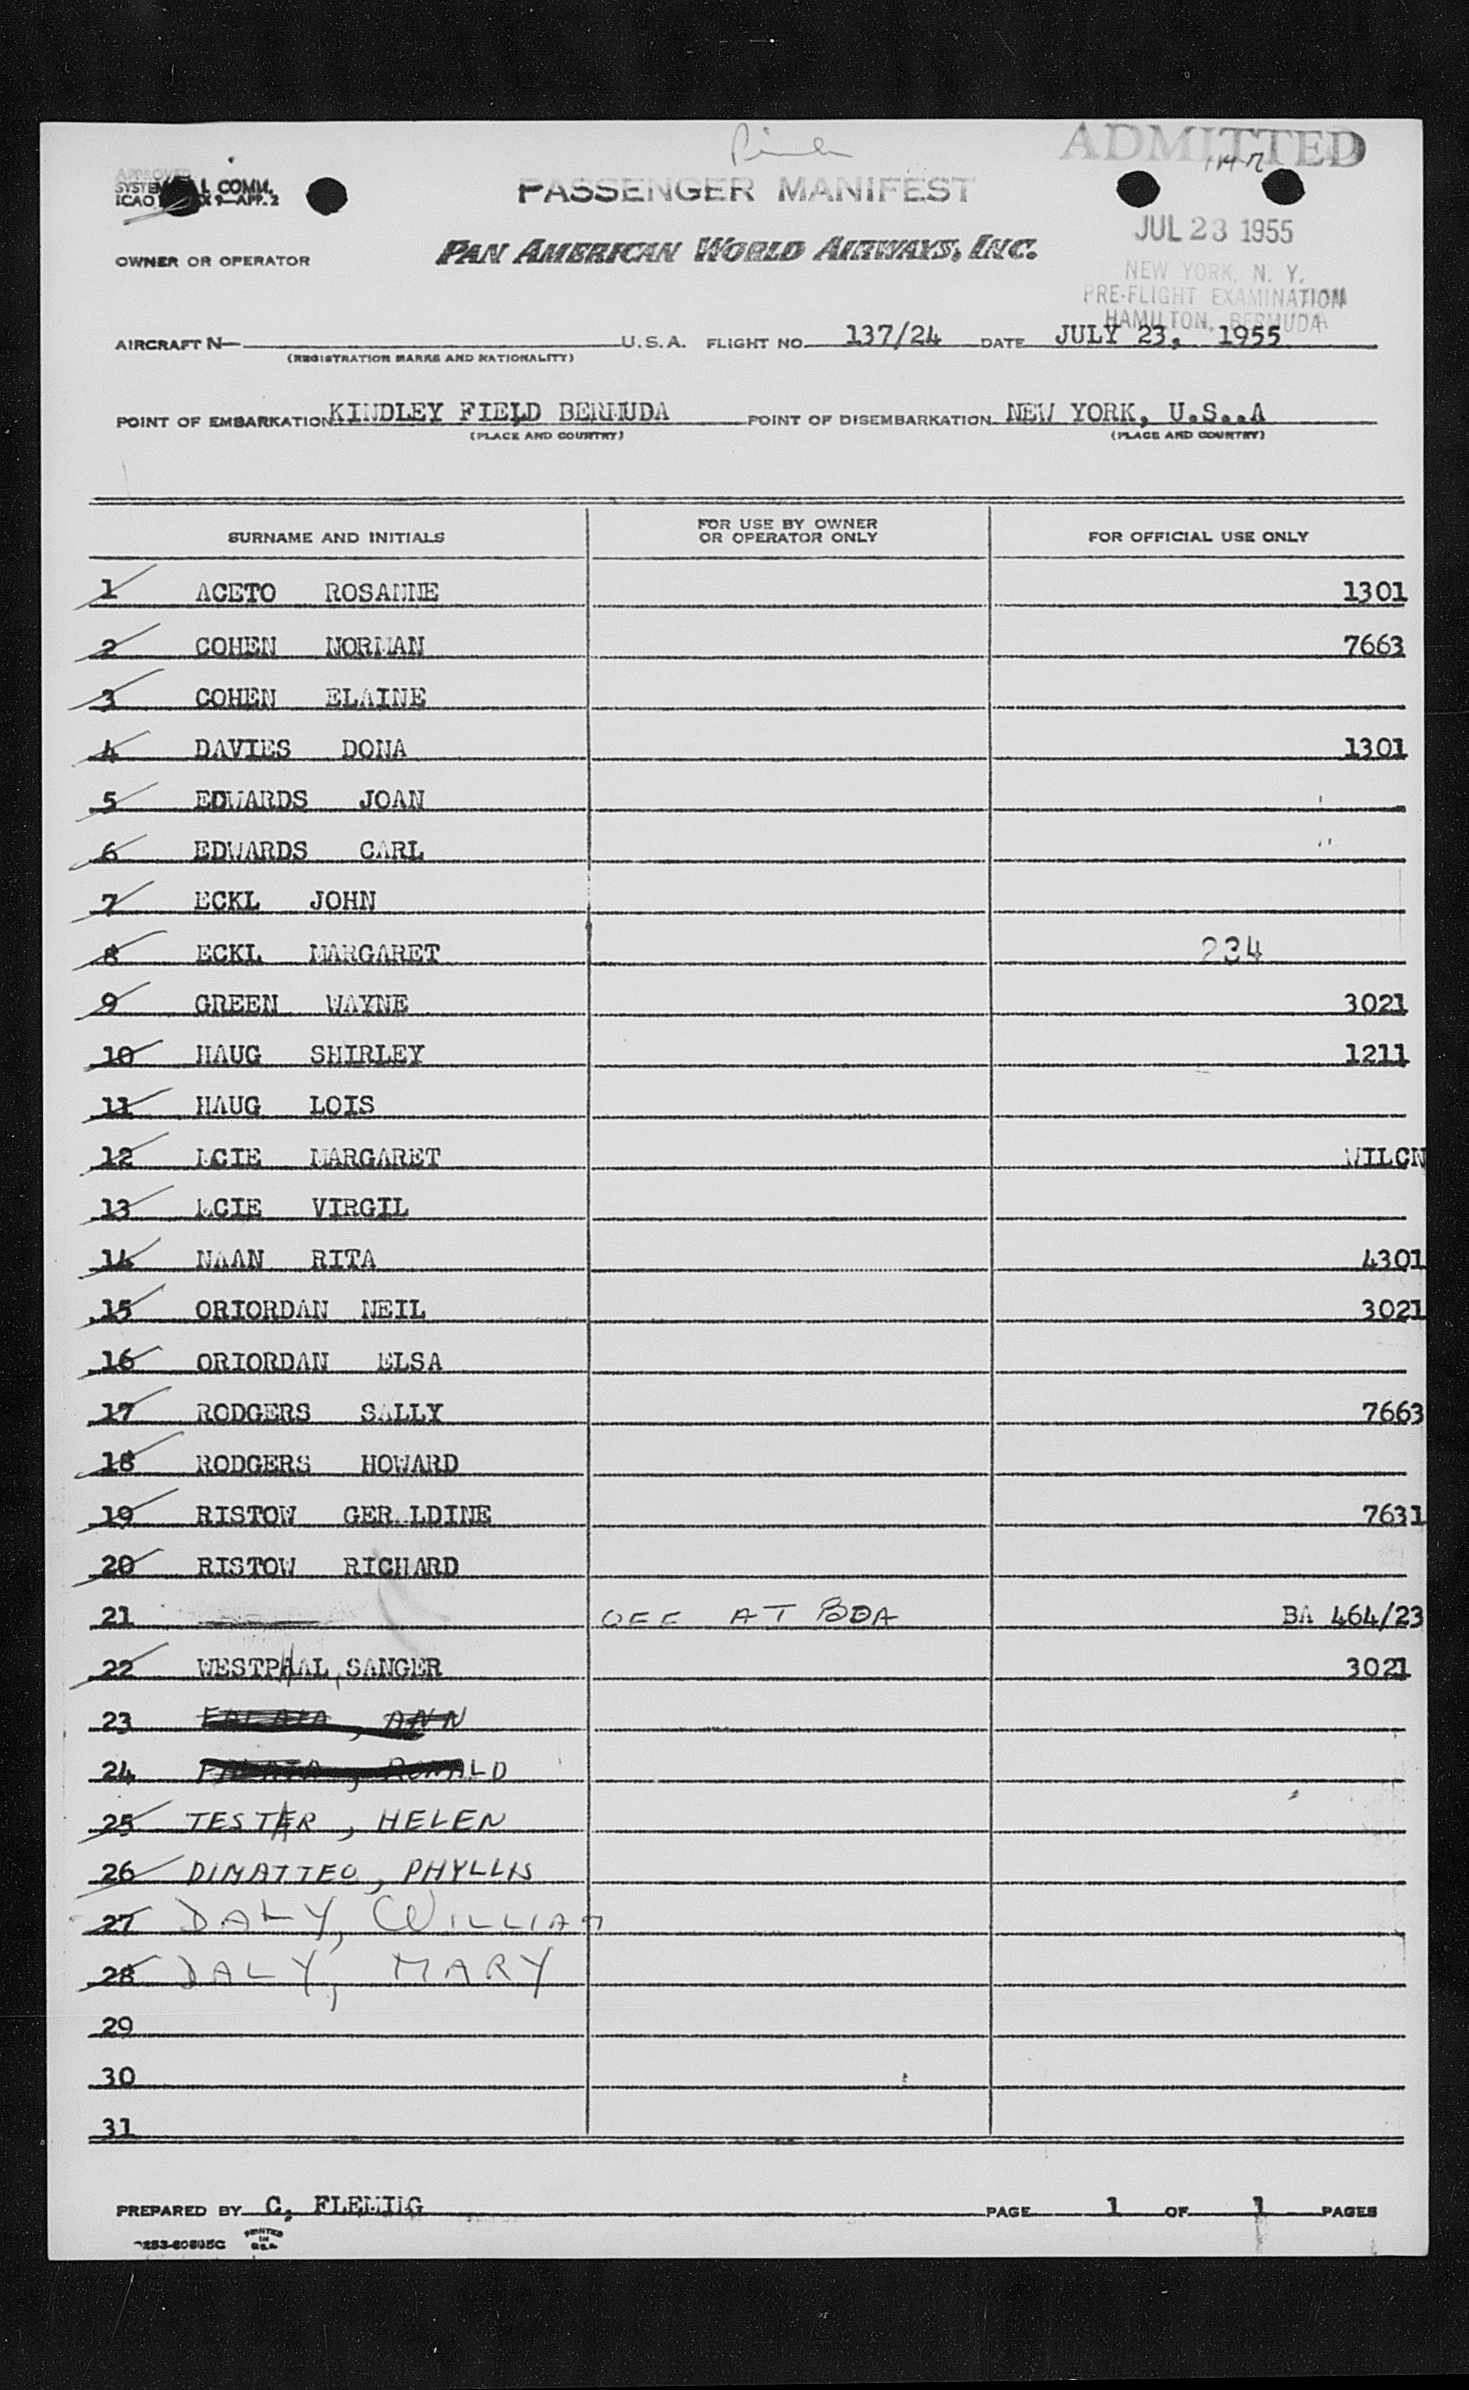 ADMITTED
APPROVED
COMM.
ICAO 9—APP. 2
PASSENGER MANIFEST
JUL 23 1955
PAN AMERICAN WORLD AIRWAYS, INC.
OWNER OR OPERATOR
NEW YORK, N. Y.
PRE-FLIGHT EXAMINATION
HAMILTON, BERMUDA
AIRCRAFT N— U.S.A. FLIGHT NO. 137/24 DATE JULY 23, 1955
(REGISTRATION MARKS AND NATIONALITY)
POINT OF EMBARKATION KINDLEY FIELD BERMUDA POINT OF DISEMBARKATION NEW YORK, U.S..A
(PLACE AND COUNTRY) (PLACE AND COUNTRY)
SURNAME AND INITIALS FOR USE BY OWNER OR OPERATOR ONLY FOR OFFICIAL USE ONLY
1 ACETO ROSANNE 1301
2 COHEN NORMAN 7663
3 COHEN ELAINE
4 DAVIES DONA 1301
5 EDWARDS JOAN
6 EDWARDS CARL
7 ECKL JOHN
8 ECKL MARGARET 234
9 GREEN WAYNE 3021
10 HAUG SHIRLEY 1211
11 HAUG LOIS
12 MARGARET
13 VIRGIL
14 NAAN RITA 4301
15 ORIORDAN NEIL 3021
16 ORIORDAN ELSA
17 RODGERS SALLY 7663
18 RODGERS HOWARD
19 RISTOW GER LDINE 7631
20 RISTOW RICHARD
21 OFF AT BDA BA 464/23
22 WESTPHAL, SANGER 3021
23 ANN
24 RONALD
25 TESTER, HELEN
26 DIMATTEO, PHYLLIS
27 DALY, WILLIAM
28 DALY, MARY
29
30
31
PREPARED BY C, FLEMIG PAGE 1 OF 1 PAGES
PRINTED IN U.S.A.